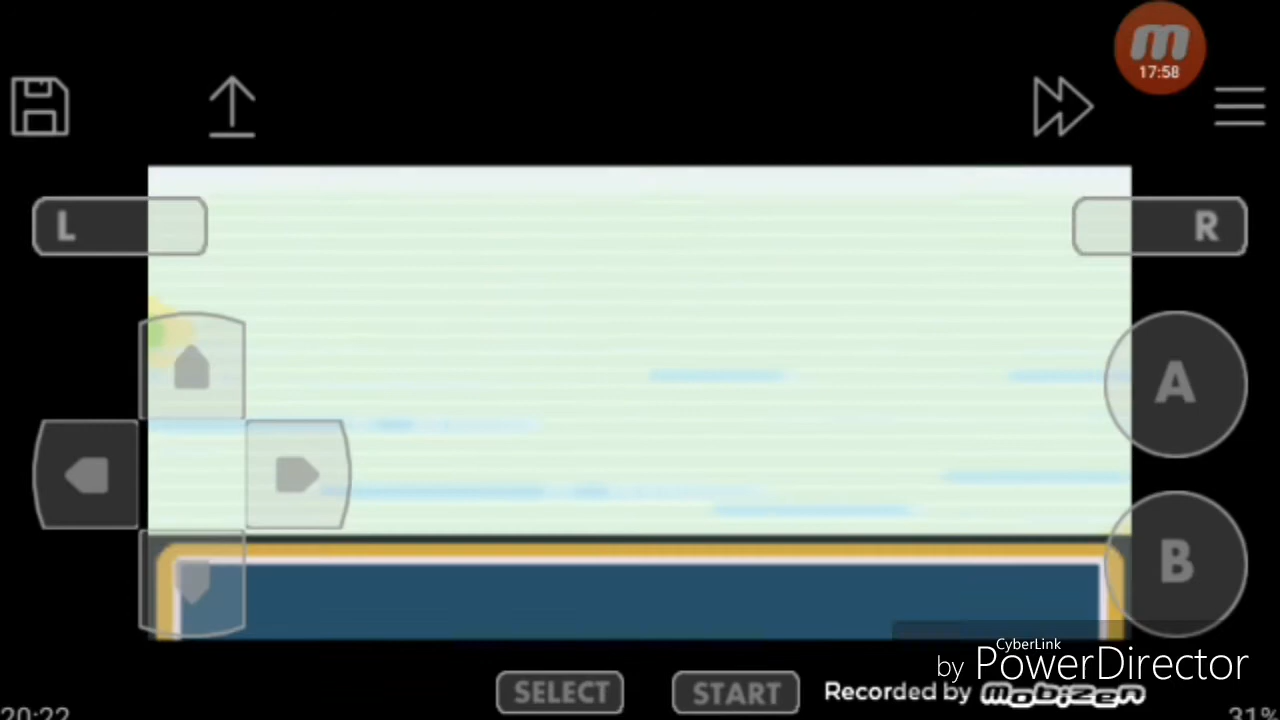 m
17:58
L
R
A
B
CyberLink
by PowerDirector
SELECT
START
Recorded by mobizen
20:22
31%